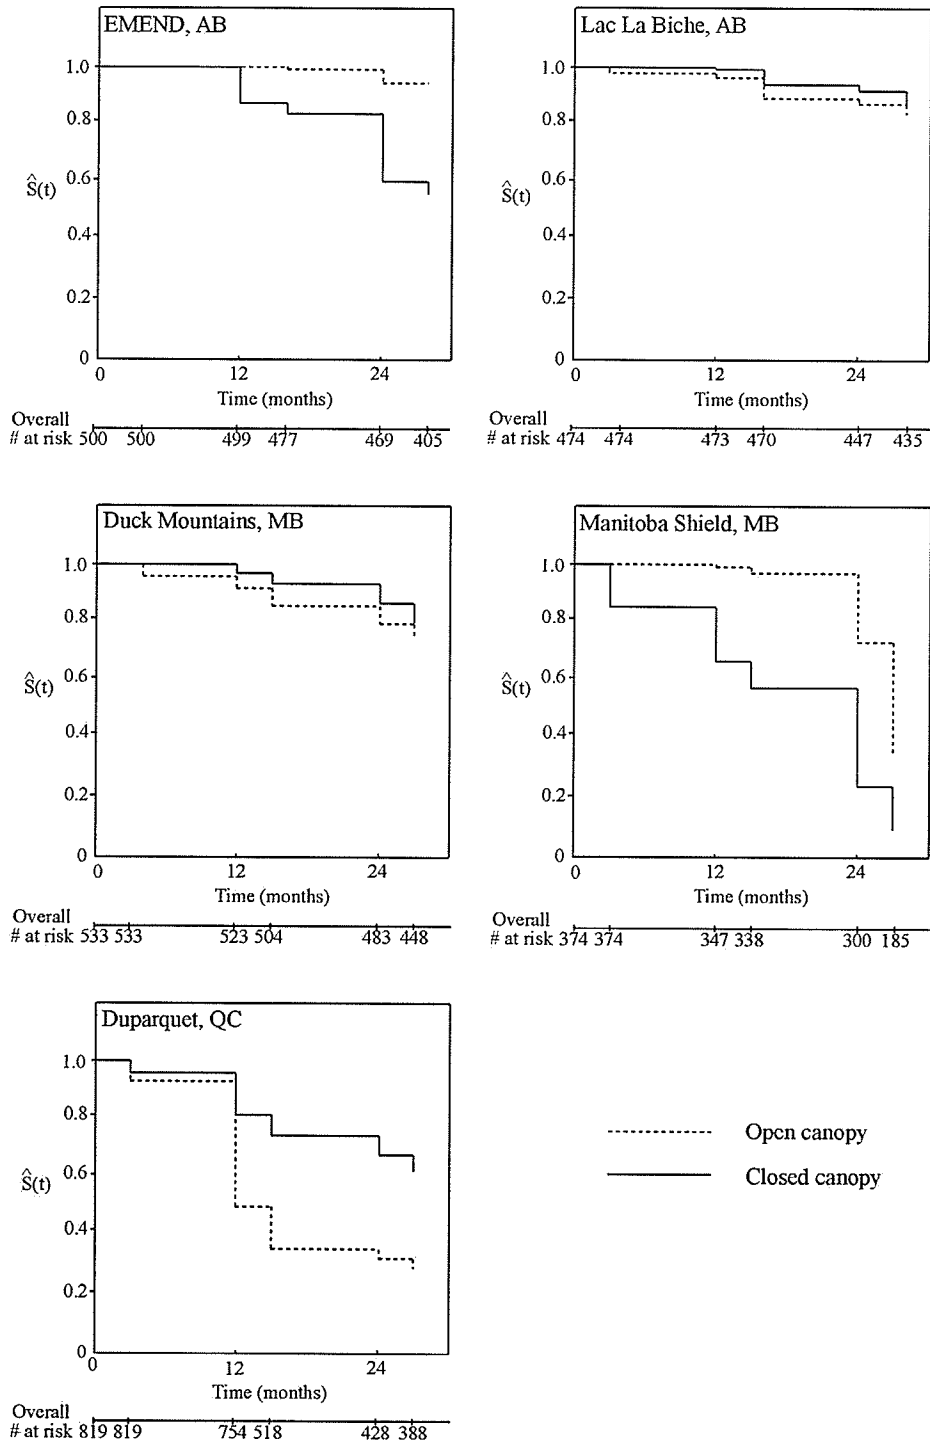 EMEND, AB
1.0
0.8
0.6
Ŝ(t)
0.4
0.2
0
0 12 24
Time (months)
Overall
# at risk 500 500 499 477 469 405
Lac La Biche, AB
1.0
0.8
0.6
Ŝ(t)
0.4
0.2
0
0 12 24
Time (months)
Overall
# at risk 474 474 473 470 447 435
Duck Mountains, MB
1.0
0.8
0.6
Ŝ(t)
0.4
0.2
0
0 12 24
Time (months)
Overall
# at risk 533 533 523 504 483 448
Manitoba Shield, MB
1.0
0.8
0.6
Ŝ(t)
0.4
0.2
0
0 12 24
Time (months)
Overall
# at risk 374 374 347 338 300 185
Duparquet, QC
1.0
0.8
0.6
Ŝ(t)
0.4
0.2
0
0 12 24
Time (months)
Overall
# at risk 819 819 754 518 428 388
Open canopy
Closed canopy